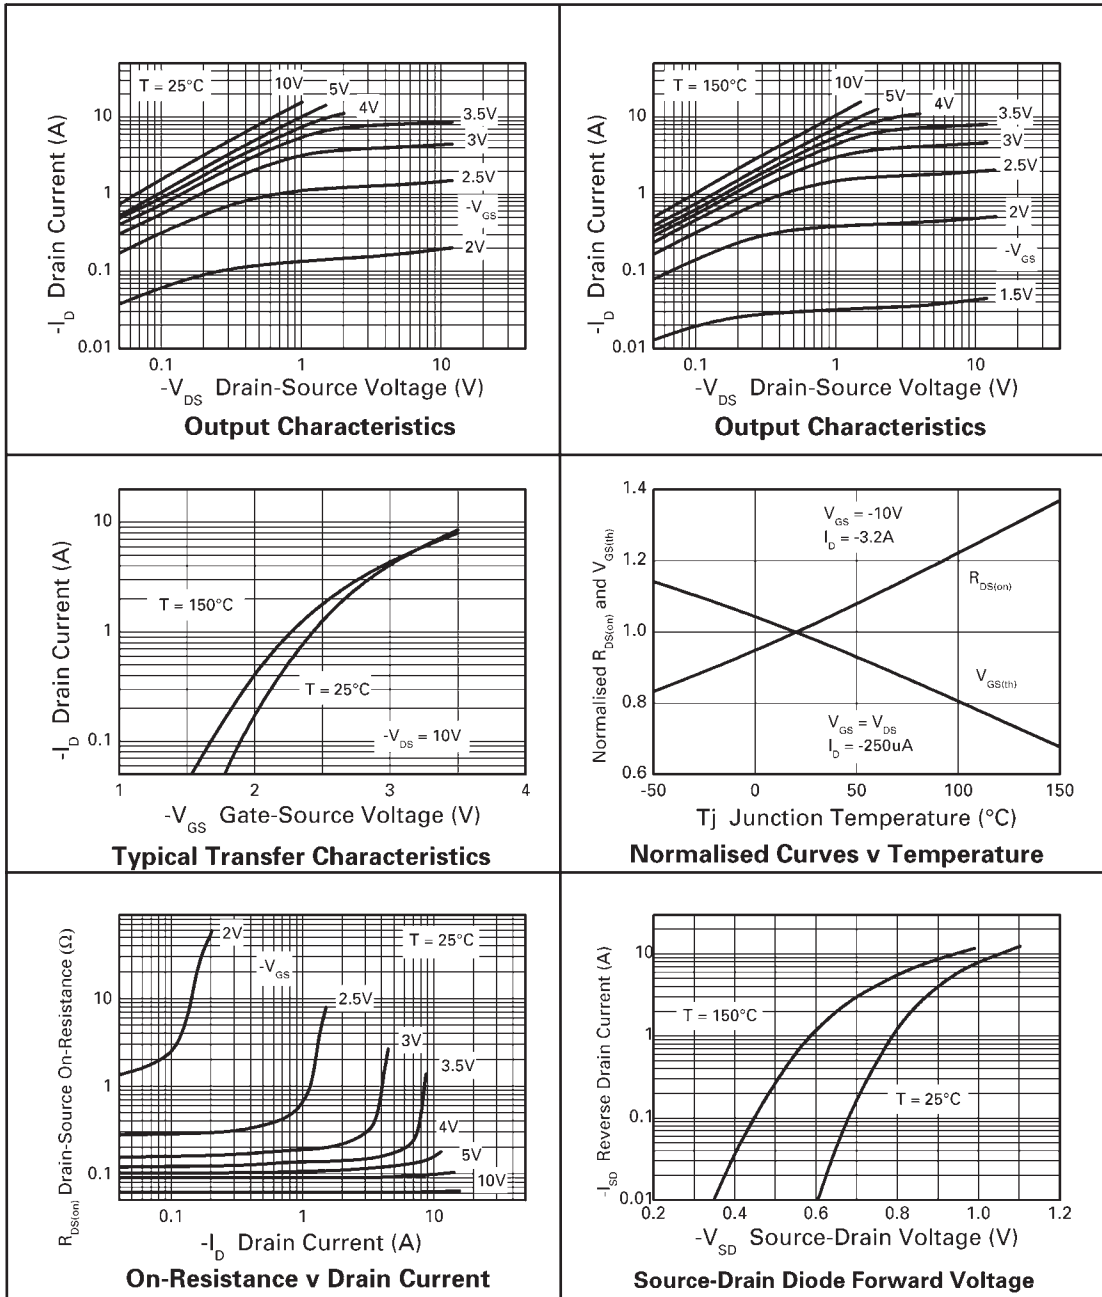 T = 25°C
10V
5V
4V
3.5V
3V
2.5V
-VGS
2V
10
1
0.1
0.01
-ID Drain Current (A)
0.1
1
10
-VDS Drain-Source Voltage (V)
Output Characteristics
T = 150°C
10V
5V
4V
3.5V
3V
2.5V
2V
-VGS
1.5V
10
1
0.1
0.01
-ID Drain Current (A)
0.1
1
10
-VDS Drain-Source Voltage (V)
Output Characteristics
10
1
0.1
-ID Drain Current (A)
T = 150°C
T = 25°C
-VDS = 10V
1
2
3
4
-VGS Gate-Source Voltage (V)
Typical Transfer Characteristics
1.4
1.2
1.0
0.8
0.6
Normalised RDS(on) and VGS(th)
VGS = -10V
ID = -3.2A
RDS(on)
VGS(th)
VGS = VDS
ID = -250uA
-50
0
50
100
150
Tj Junction Temperature (°C)
Normalised Curves v Temperature
RDS(on) Drain-Source On-Resistance (Ω)
10
1
0.1
2V
-VGS
T = 25°C
2.5V
3V
3.5V
4V
5V
10V
0.1
1
10
-ID Drain Current (A)
On-Resistance v Drain Current
-ISD Reverse Drain Current (A)
10
1
0.1
0.01
T = 150°C
T = 25°C
0.2
0.4
0.6
0.8
1.0
1.2
-VSD Source-Drain Voltage (V)
Source-Drain Diode Forward Voltage